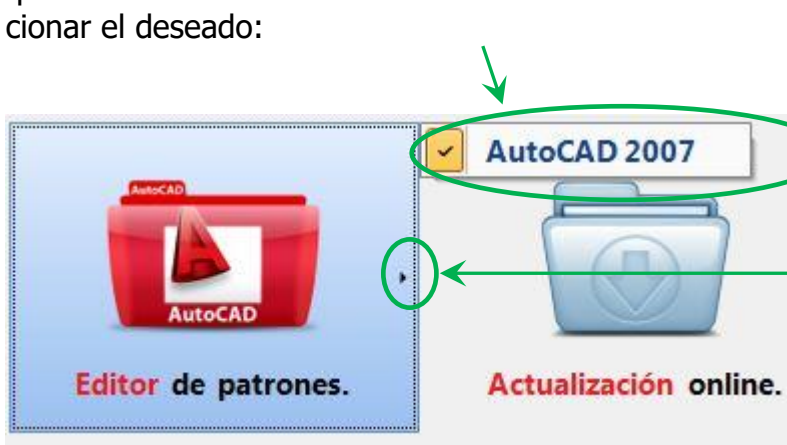 cionar el deseado:
AutoCAD 2007
AutoCAD
AutoCAD
Editor de patrones.
Actualización online.